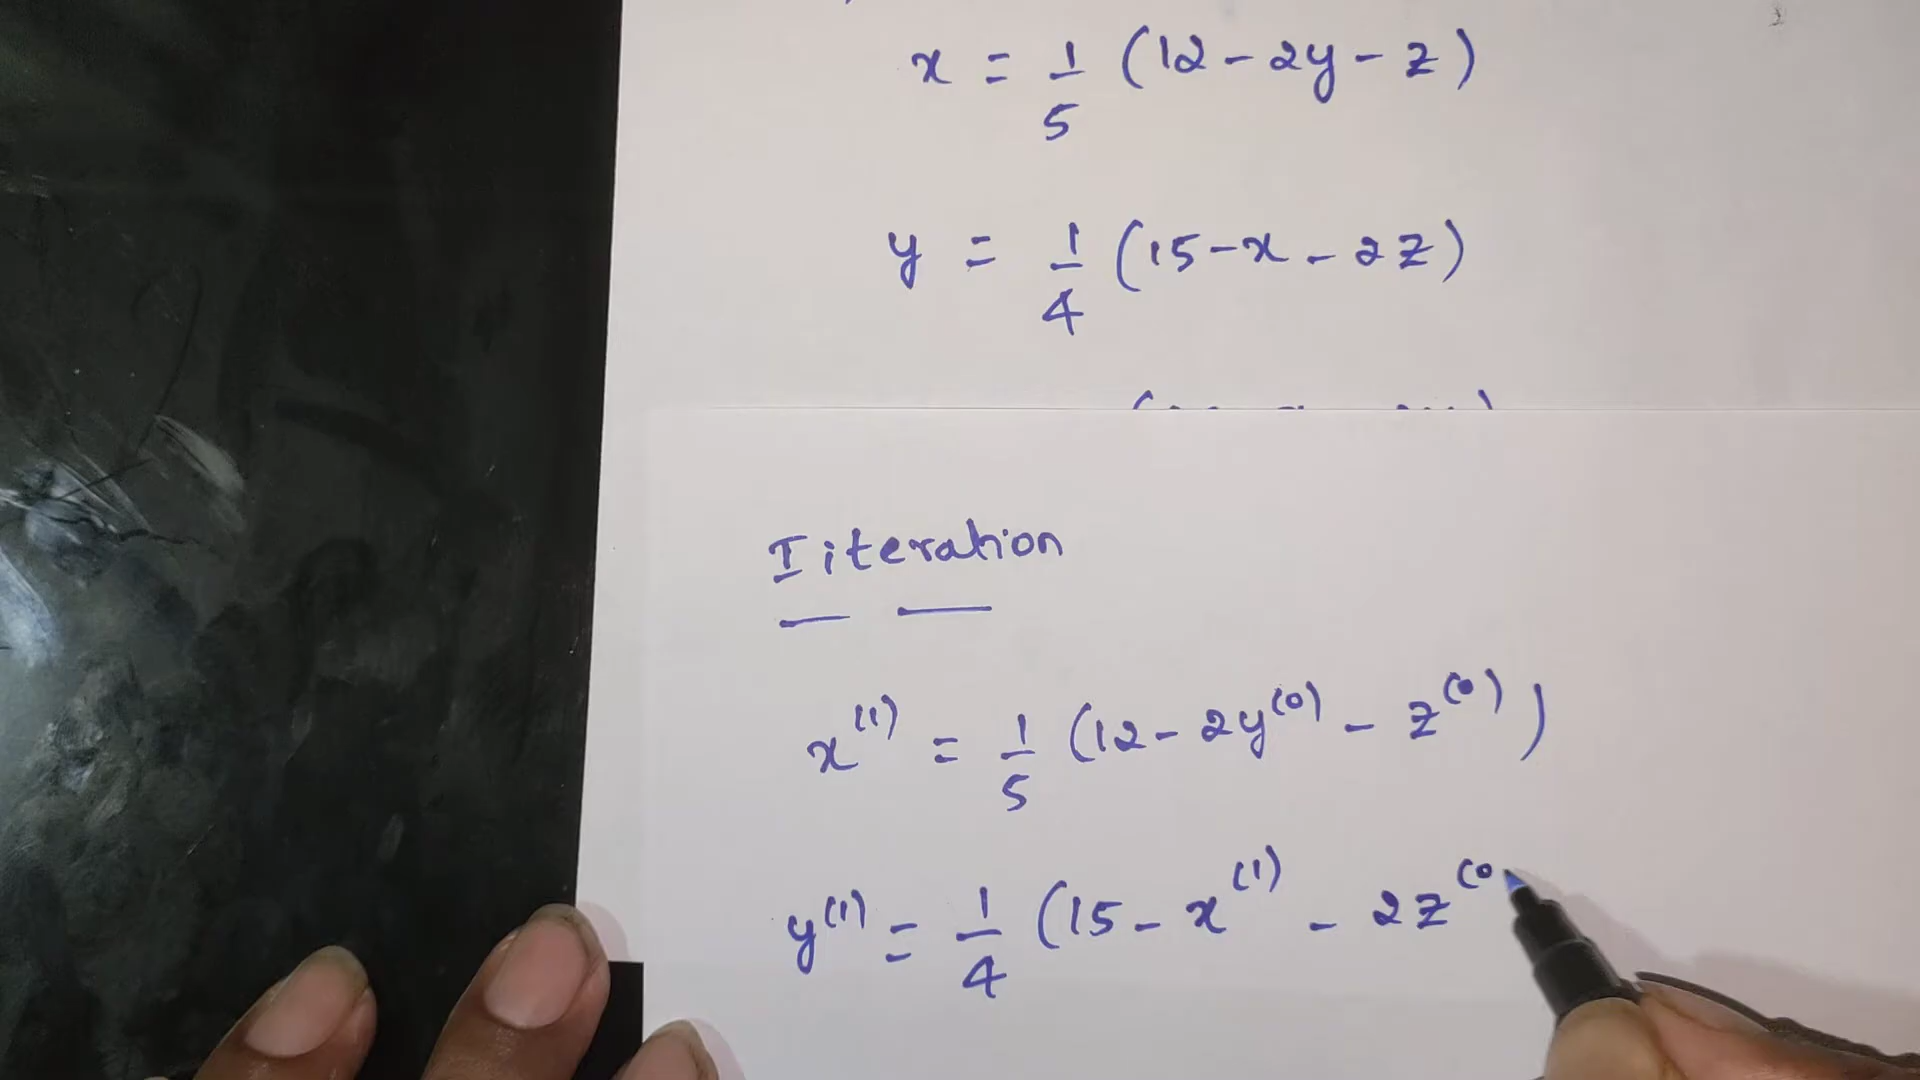 x = 1/5 (12 - 2y - z)
y = 1/4 (15 - x - 2z)
I iteration
x^(1) = 1/5 (12 - 2y^(0) - z^(0))
y^(1) = 1/4 (15 - x^(1) - 2z^(0